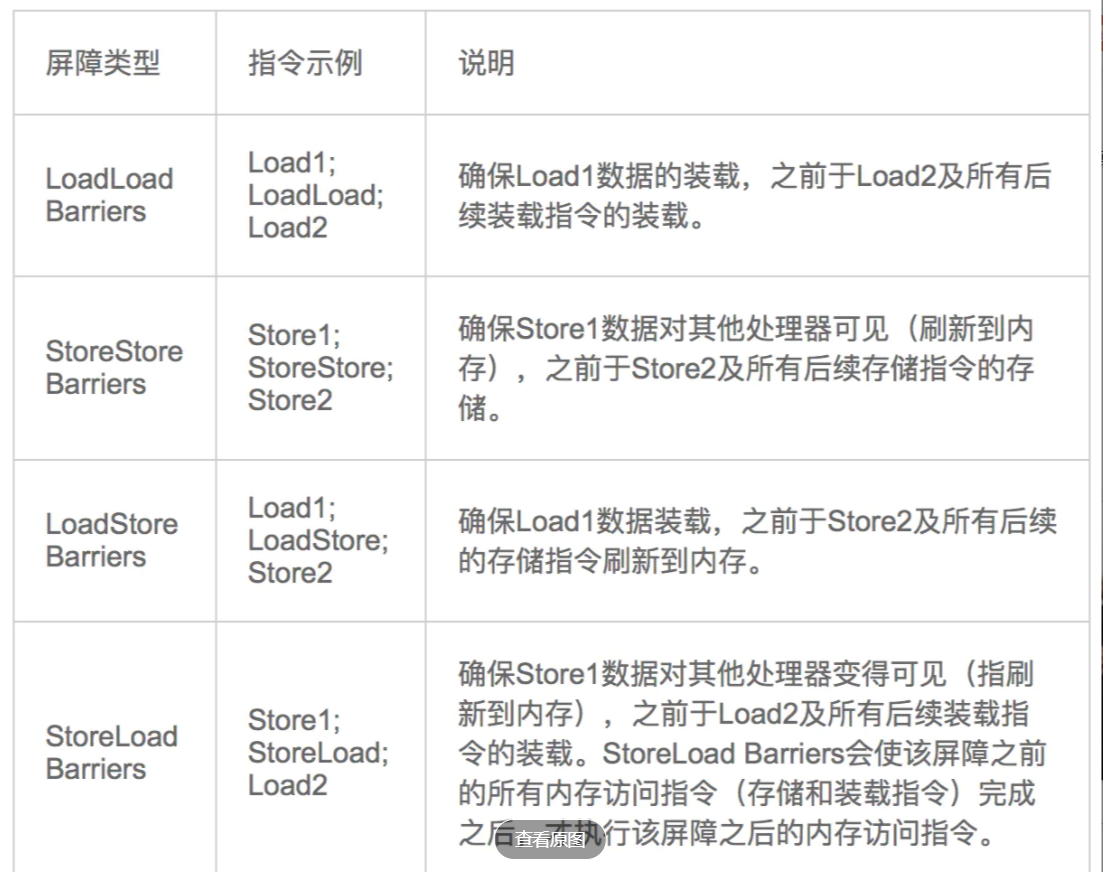 屏障类型
指令示例
说明
LoadLoad
Barriers
Load1;
LoadLoad;
Load2
确保Load1数据的装载，之前于Load2及所有后
续装载指令的装载。
StoreStore
Barriers
Store1;
StoreStore;
Store2
确保Store1数据对其他处理器可见（刷新到内
存），之前于Store2及所有后续存储指令的存
储。
LoadStore
Barriers
Load1;
LoadStore;
Store2
确保Load1数据装载，之前于Store2及所有后续
的存储指令刷新到内存。
StoreLoad
Barriers
Store1;
StoreLoad;
Load2
确保Store1数据对其他处理器变得可见（指刷
新到内存），之前于Load2及所有后续装载指
令的装载。StoreLoad Barriers会使该屏障之前
的所有内存访问指令（存储和装载指令）完成
之后，才执行该屏障之后的内存访问指令。
查看原图